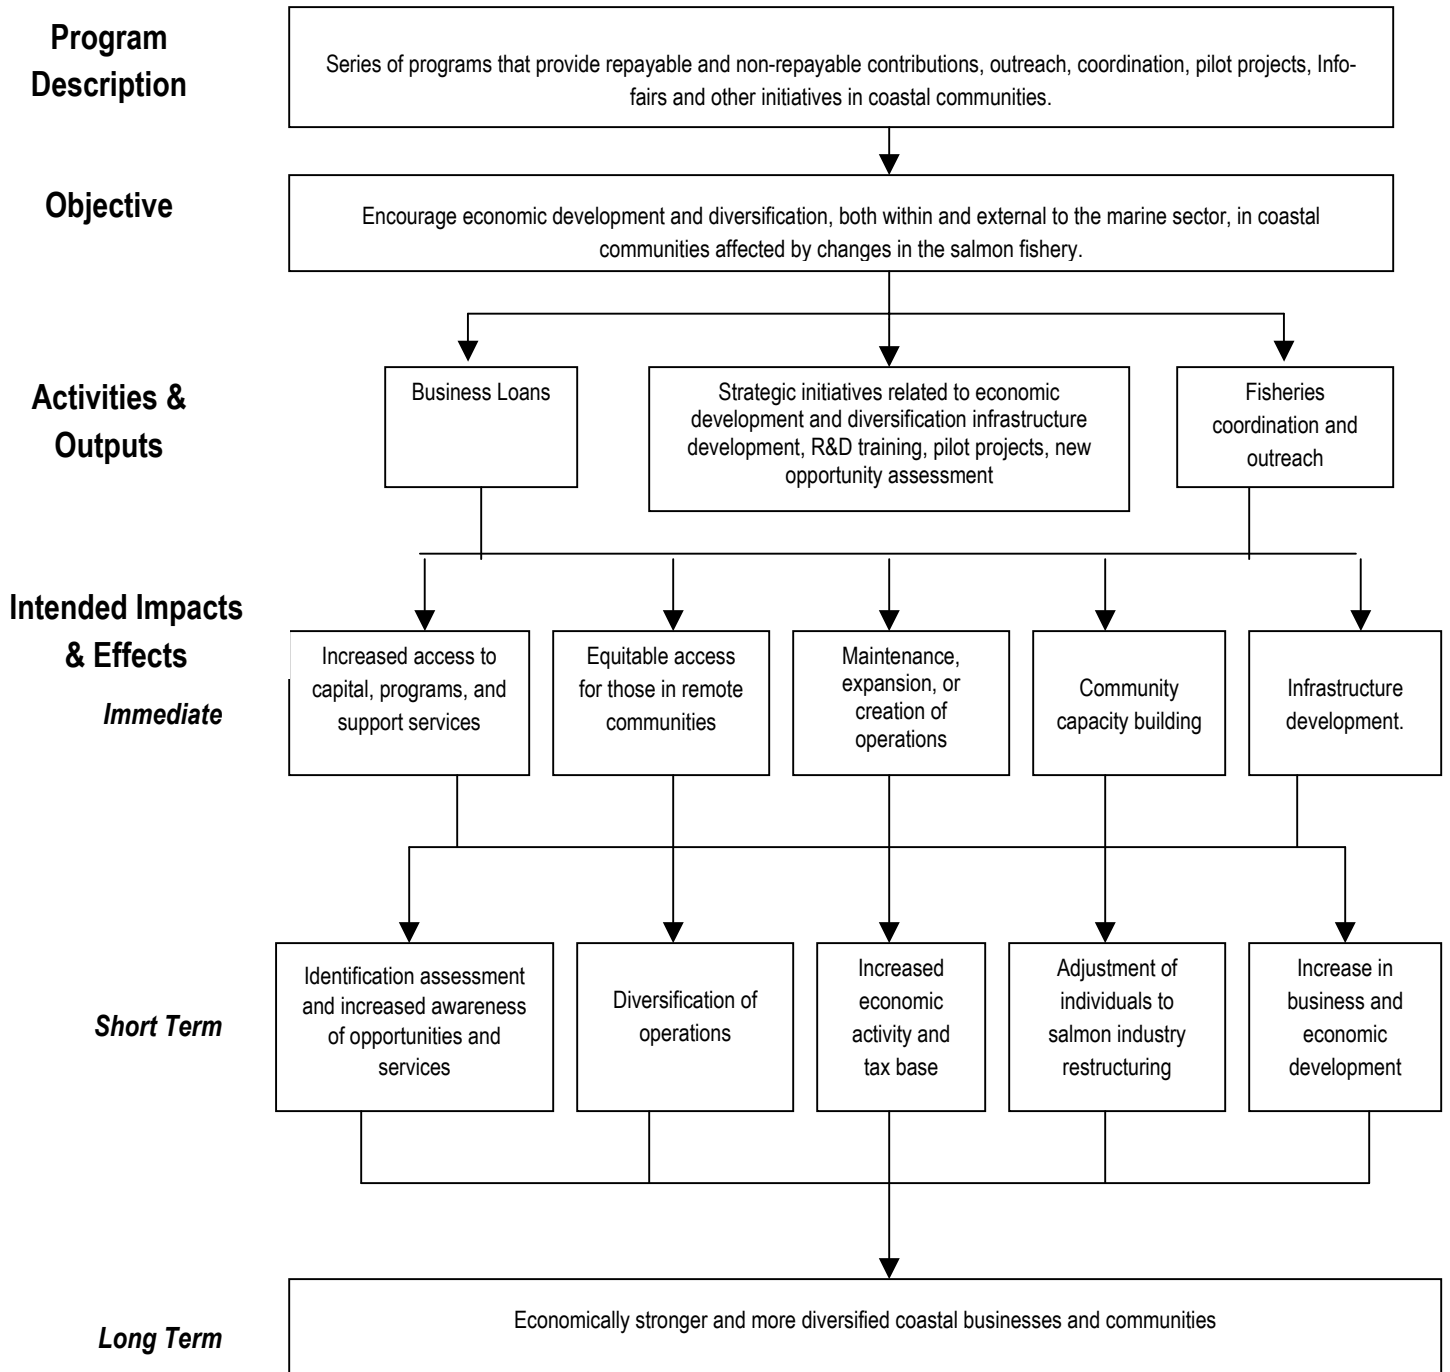 Program
Description
Series of programs that provide repayable and non-repayable contributions, outreach, coordination, pilot projects, Info-
fairs and other initiatives in coastal communities.
Objective
Encourage economic development and diversification, both within and external to the marine sector, in coastal
communities affected by changes in the salmon fishery.
Activities &
Outputs
Business Loans
Strategic initiatives related to economic
development and diversification infrastructure
development, R&D training, pilot projects, new
opportunity assessment
Fisheries
coordination and
outreach
Intended Impacts
& Effects
Immediate
Increased access to
capital, programs, and
support services
Equitable access
for those in remote
communities
Maintenance,
expansion, or
creation of
operations
Community
capacity building
Infrastructure
development.
Short Term
Identification assessment
and increased awareness
of opportunities and
services
Diversification of
operations
Increased
economic
activity and
tax base
Adjustment of
individuals to
salmon industry
restructuring
Increase in
business and
economic
development
Long Term
Economically stronger and more diversified coastal businesses and communities